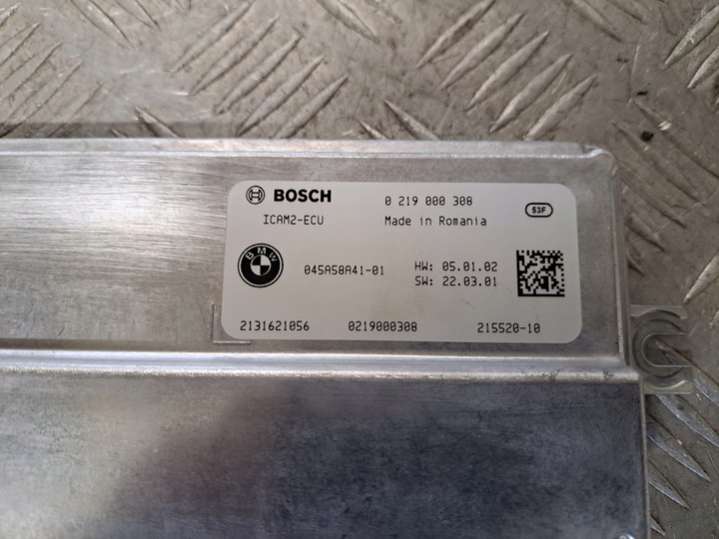 BOSCH 0 219 000 308
ICAM2-ECU Made in Romania 53F
BMW 045A58A41-01 HW: 05.01.02
SW: 22.03.01
2131621056 0219000308 215520-10